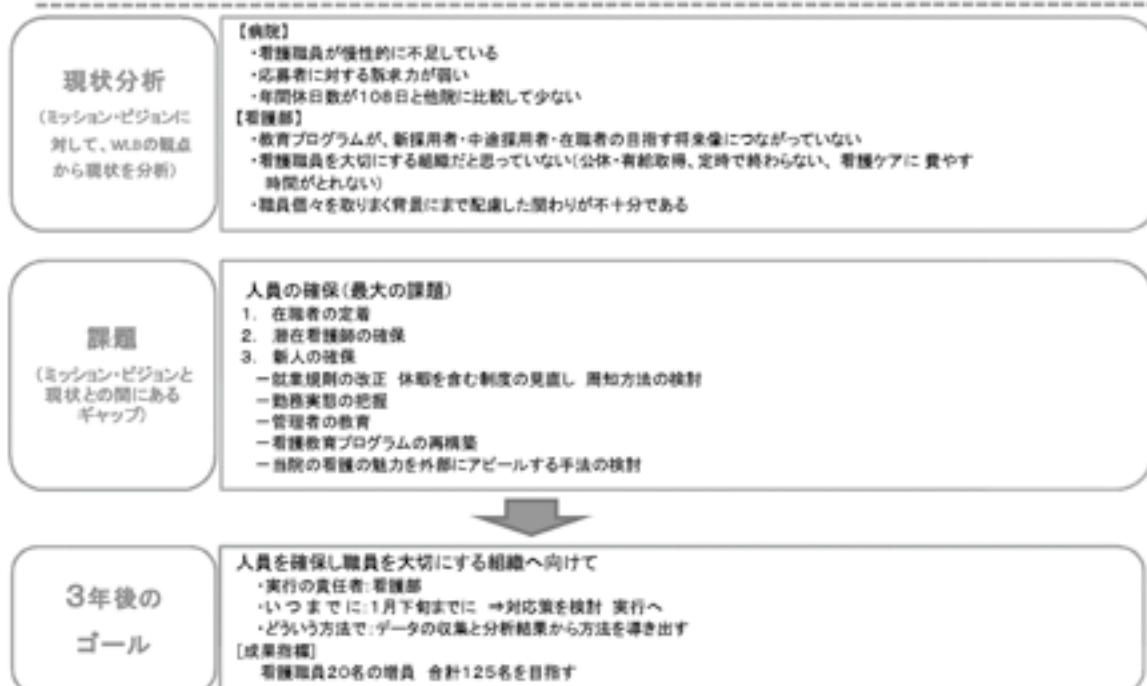 現状分析
(ミッション・ビジョンに
対して、WLBの観点
から現状を分析)
【病院】
・看護職員が慢性的に不足している
・応募者に対する訴求力が弱い
・年間休日数が108日と他院に比較して少ない
【看護部】
・教育プログラムが、新採用者・中途採用者・在職者の目指す将来像につながっていない
・看護職員を大切にする組織だと思っていない(公休・有給取得、定時で終わらない、看護ケアに 費やす
時間がとれない)
・職員個々を取りまく背景にまで配慮した関わりが不十分である
課題
(ミッション・ビジョンと
現状との間にある
ギャップ)
人員の確保(最大の課題)
1. 在職者の定着
2. 潜在看護師の確保
3. 新人の確保
－就業規則の改正 休暇を含む制度の見直し 周知方法の検討
－勤務実態の把握
－管理者の教育
－看護教育プログラムの再構築
－当院の看護の魅力を外部にアピールする手法の検討
3年後の
ゴール
人員を確保し職員を大切にする組織へ向けて
・実行の責任者:看護部
・いつまでに:1月下旬までに ⇒対応策を検討 実行へ
・どういう方法で:データの収集と分析結果から方法を導き出す
[成果指標]
看護職員20名の増員 合計125名を目指す